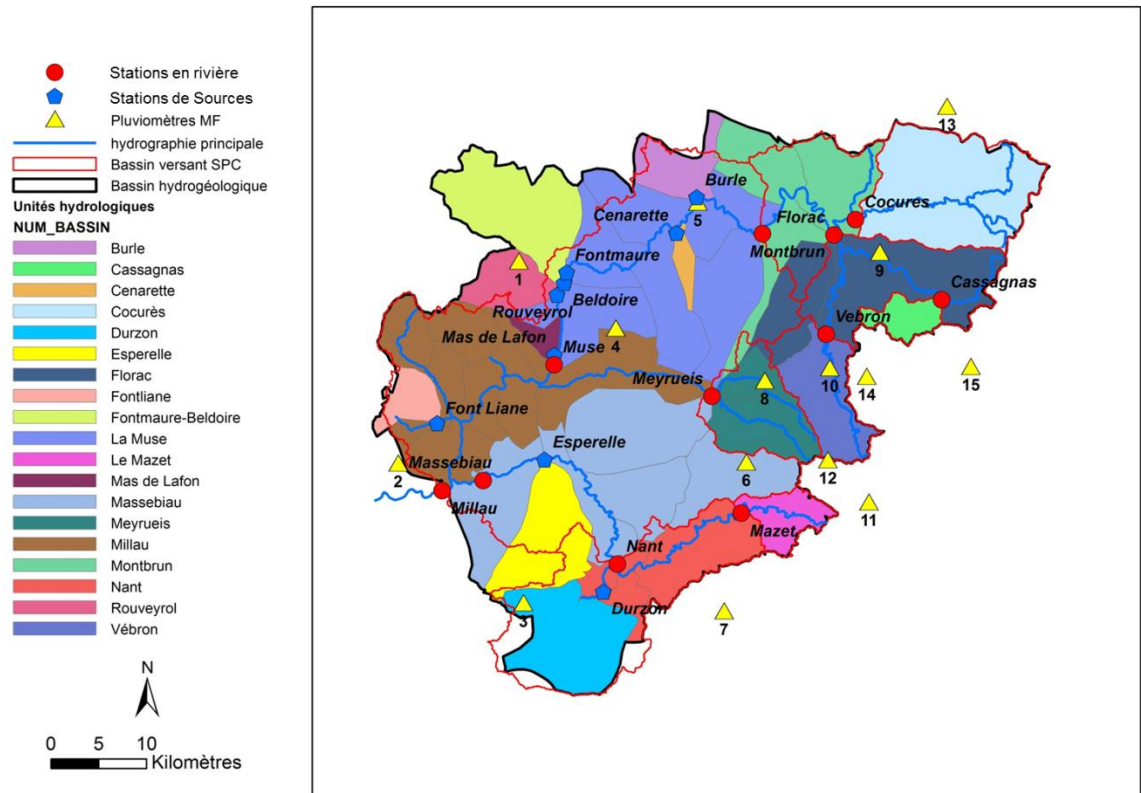 Stations en rivière
Stations de Sources
Pluviomètres MF
hydrographie principale
Bassin versant SPC
Bassin hydrogéologique
Unités hydrologiques
NUM_BASSIN
Burle
Cassagnas
Cenarette
Cocurès
Durzon
Esperelle
Florac
Fontliane
Fontmaure-Beldoire
La Muse
Le Mazet
Mas de Lafon
Massebiau
Meyrueis
Millau
Montbrun
Nant
Rouveyrol
Vébron
N
0 5 10
Kilomètres
13
Burle
Cenarette
5
Florac
Cocurès
Montbrun
Fontmaure
9
1
Beldoire
Cassagnas
Rouveyrol
Vebron
Mas de Lafon
4
Muse
Meyrueis
8
10
14
15
Font Liane
Esperelle
Massebiau
2
6
12
Millau
11
Mazet
Nant
Durzon
3
7